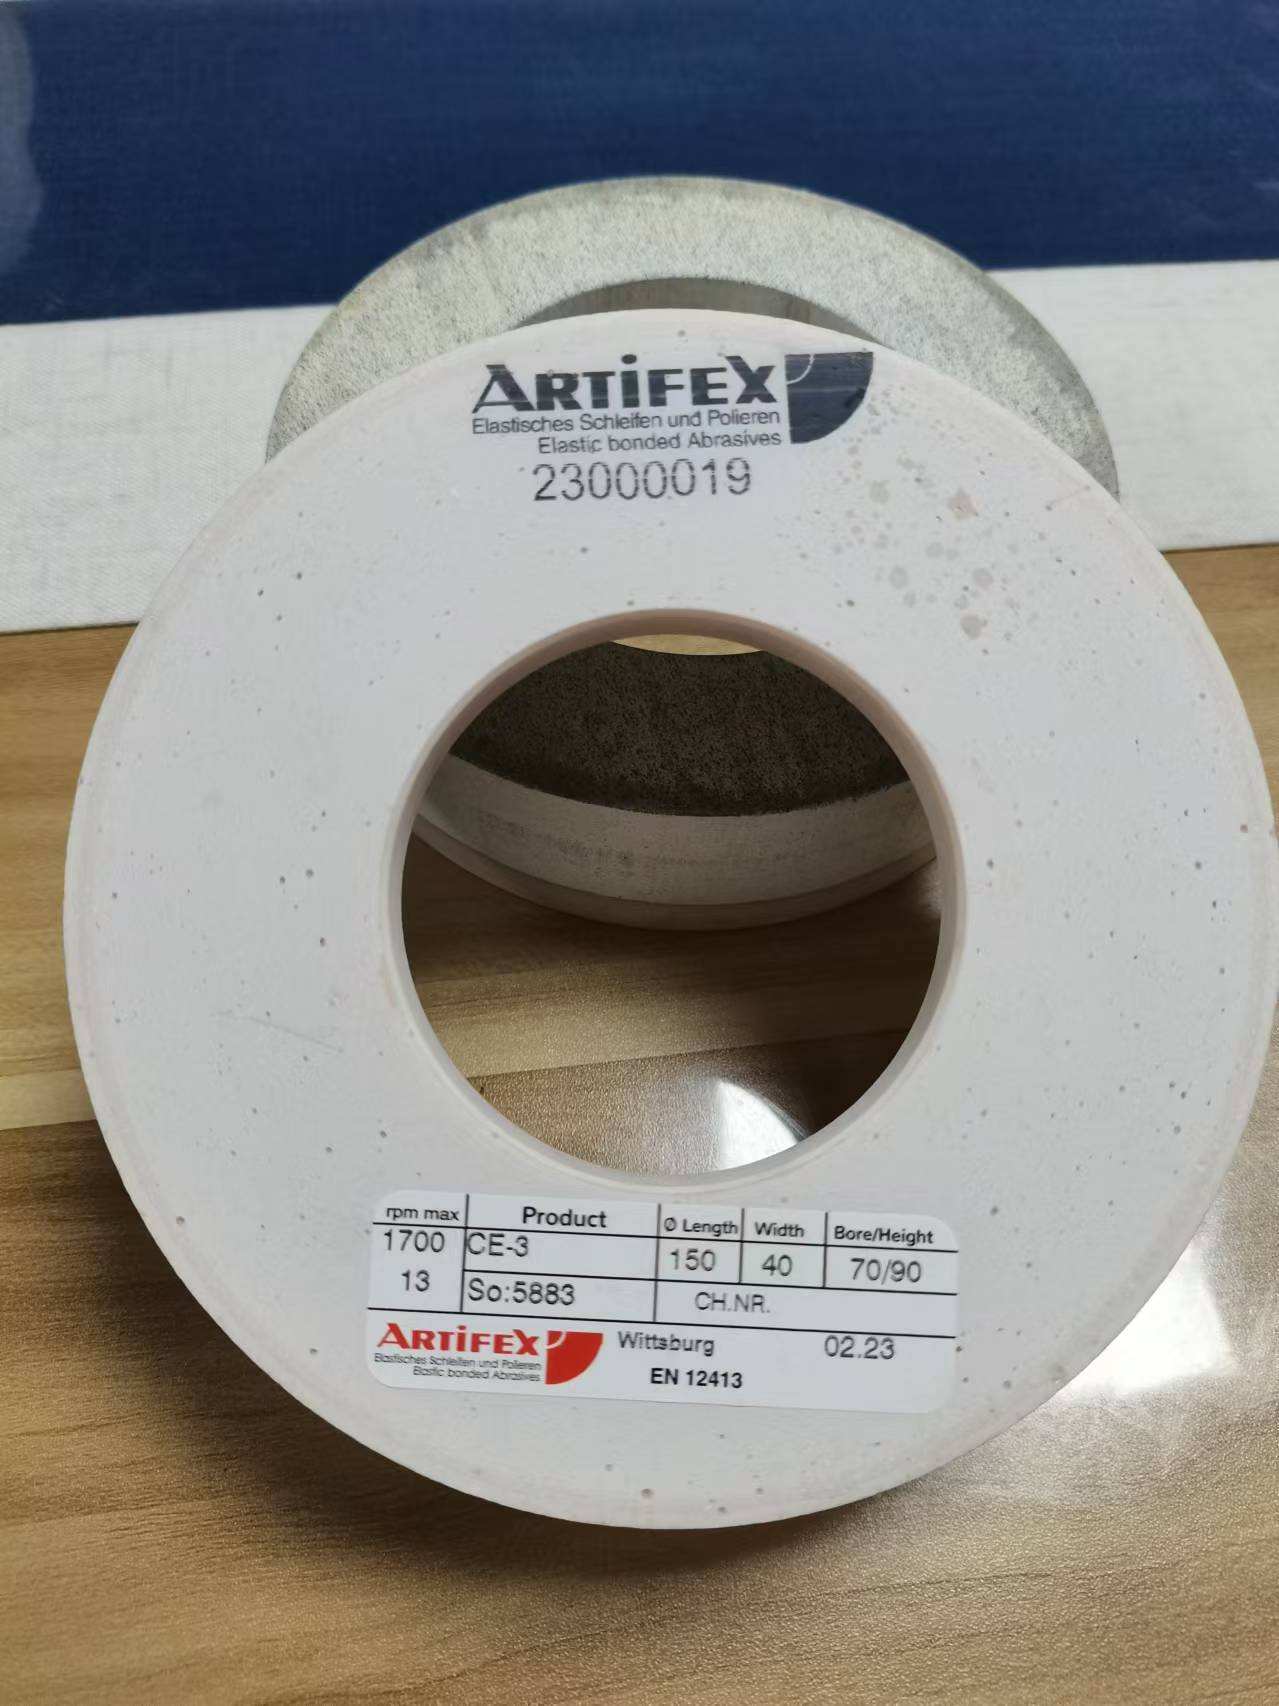 ARTIFEX
Elastisches Schleifen und Polieren
Elastic bonded Abrasives
23000019
rpm max Product Ø Length Width Bore/Height
1700 CE-3 150 40 70/90
13 So:5883 CH.NR.
ARTIFEX Wittsburg 02.23
Elastisches Schleifen und Polieren
Elastic bonded Abrasives
EN 12413